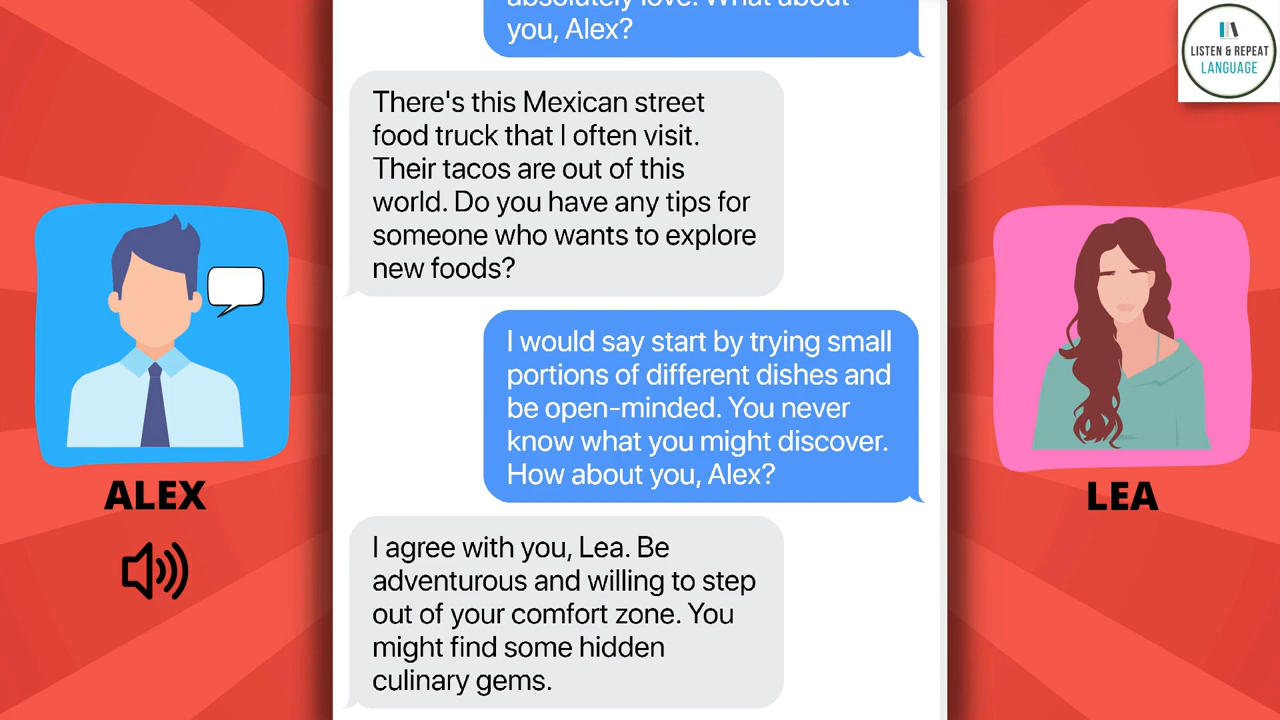 absolutely love. What about
you, Alex?
LISTEN & REPEAT
LANGUAGE
There's this Mexican street
food truck that I often visit.
Their tacos are out of this
world. Do you have any tips for
someone who wants to explore
new foods?
I would say start by trying small
portions of different dishes and
be open-minded. You never
know what you might discover.
How about you, Alex?
ALEX
LEA
I agree with you, Lea. Be
adventurous and willing to step
out of your comfort zone. You
might find some hidden
culinary gems.